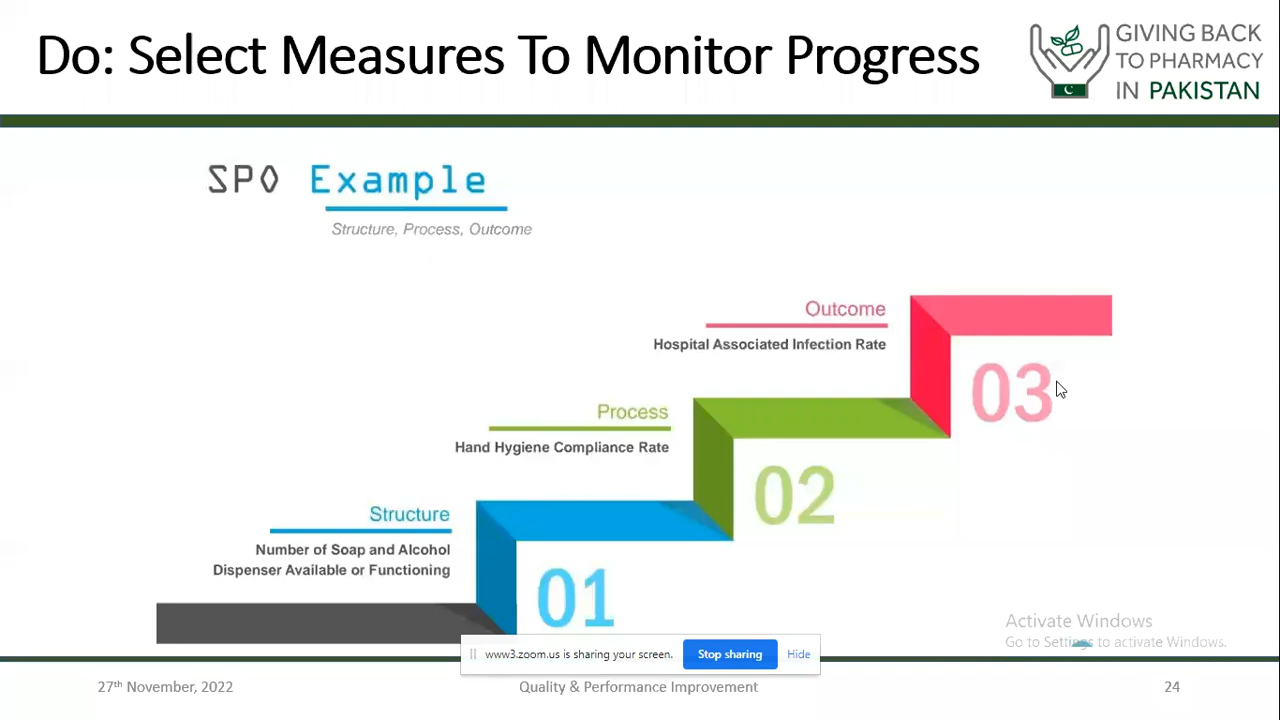 Do: Select Measures To Monitor Progress
GIVING BACK
TO PHARMACY
IN PAKISTAN
SPO Example
Structure, Process, Outcome
Outcome
Hospital Associated Infection Rate
03
Process
Hand Hygiene Compliance Rate
02
Structure
Number of Soap and Alcohol
Dispenser Available or Functioning
01
Activate Windows
Go to Settings to activate Windows.
www3.zoom.us is sharing your screen.
Stop sharing
Hide
27th November, 2022
Quality & Performance Improvement
24